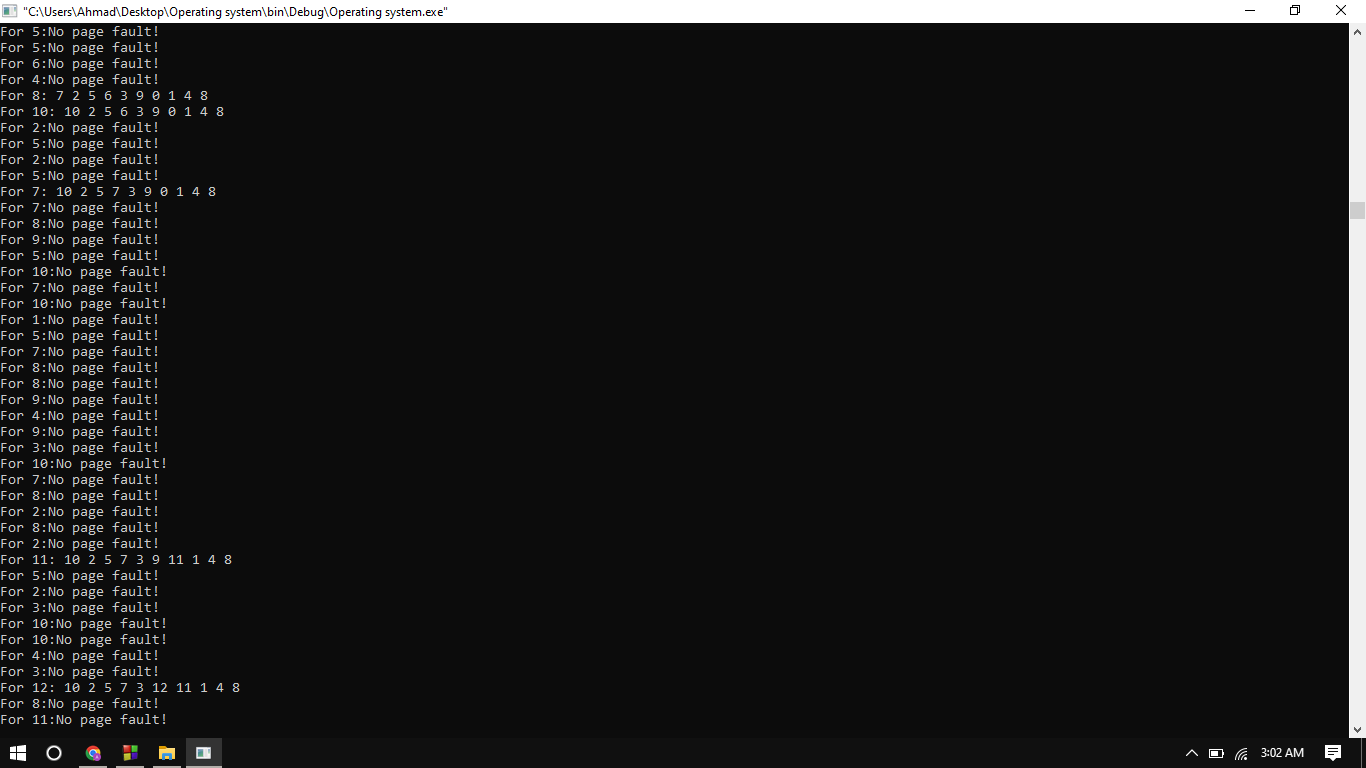 "C:\Users\Ahmad\Desktop\Operating system\bin\Debug\Operating system.exe"
For 5:No page fault!
For 5:No page fault!
For 6:No page fault!
For 4:No page fault!
For 8: 7 2 5 6 3 9 0 1 4 8
For 10: 10 2 5 6 3 9 0 1 4 8
For 2:No page fault!
For 5:No page fault!
For 2:No page fault!
For 5:No page fault!
For 7: 10 2 5 7 3 9 0 1 4 8
For 7:No page fault!
For 8:No page fault!
For 9:No page fault!
For 5:No page fault!
For 10:No page fault!
For 7:No page fault!
For 10:No page fault!
For 1:No page fault!
For 5:No page fault!
For 7:No page fault!
For 8:No page fault!
For 8:No page fault!
For 9:No page fault!
For 4:No page fault!
For 9:No page fault!
For 3:No page fault!
For 10:No page fault!
For 7:No page fault!
For 8:No page fault!
For 2:No page fault!
For 8:No page fault!
For 2:No page fault!
For 11: 10 2 5 7 3 9 11 1 4 8
For 5:No page fault!
For 2:No page fault!
For 3:No page fault!
For 10:No page fault!
For 10:No page fault!
For 4:No page fault!
For 3:No page fault!
For 12: 10 2 5 7 3 12 11 1 4 8
For 8:No page fault!
For 11:No page fault!
3:02 AM